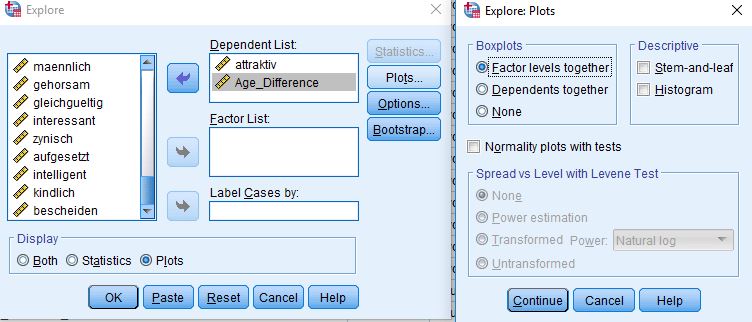 Explore
maennlich
gehorsam
gleichgueltig
interessant
zynisch
aufgesetzt
intelligent
kindlich
bescheiden
Dependent List:
attraktiv
Age_Difference
Factor List:
Label Cases by:
Statistics...
Plots...
Options...
Bootstrap...
Display
Both Statistics Plots
OK Paste Reset Cancel Help
Explore: Plots
Boxplots
Factor levels together
Dependents together
None
Descriptive
Stem-and-leaf
Histogram
Normality plots with tests
Spread vs Level with Levene Test
None
Power estimation
Transformed Power: Natural log
Untransformed
Continue Cancel Help